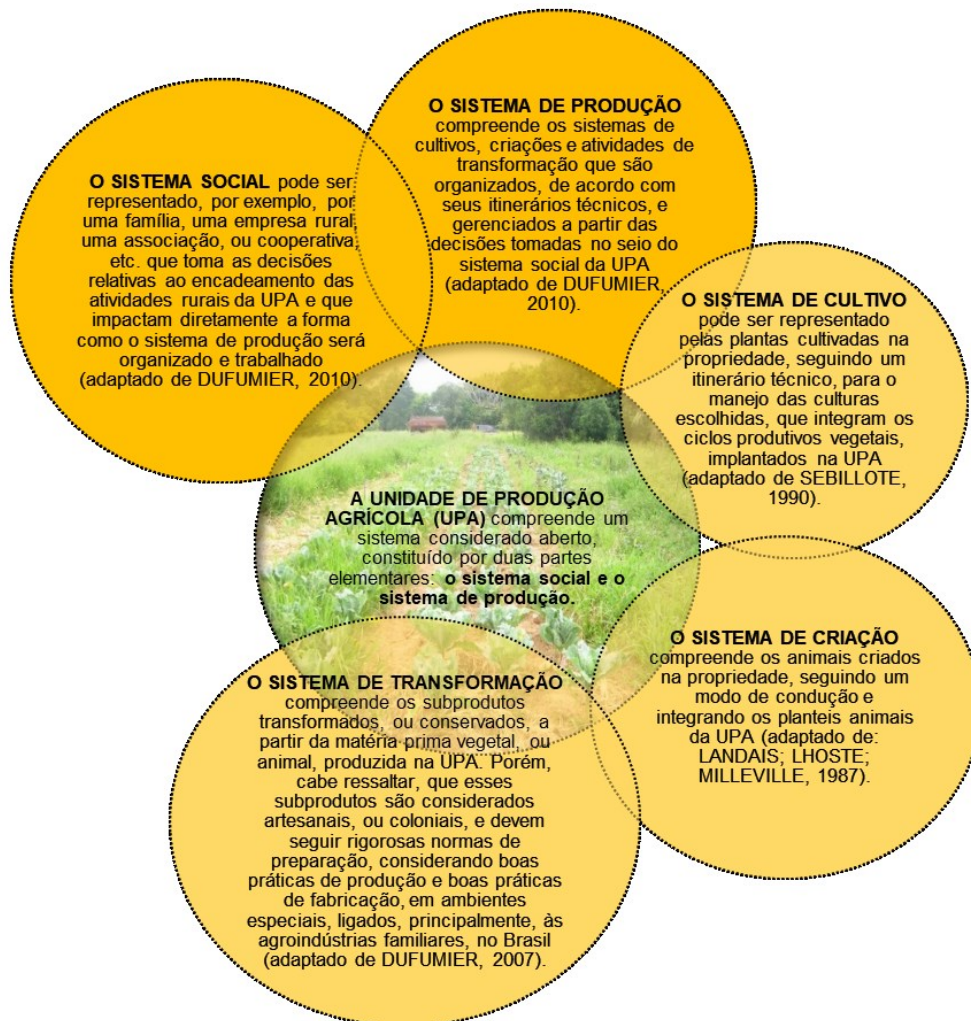 O SISTEMA DE PRODUÇÃO
compreende os sistemas de
cultivos, criações e atividades de
transformação que são
organizados, de acordo com
seus itinerários técnicos, e
gerenciados a partir das
decisões tomadas no seio do
sistema social da UPA
(adaptado de DUFUMIER,
2010).
O SISTEMA SOCIAL pode ser
representado, por exemplo, por
uma família, uma empresa rural,
uma associação, ou cooperativa,
etc. que toma as decisões
relativas ao encadeamento das
atividades rurais da UPA e que
impactam diretamente a forma
como o sistema de produção será
organizado e trabalhado
(adaptado de DUFUMIER, 2010).
O SISTEMA DE CULTIVO
pode ser representado
pelas plantas cultivadas na
propriedade, seguindo um
itinerário técnico, para o
manejo das culturas
escolhidas, que integram os
ciclos produtivos vegetais,
implantados na UPA
(adaptado de SEBILLOTE,
1990).
A UNIDADE DE PRODUÇÃO
AGRÍCOLA (UPA) compreende um
sistema considerado aberto,
constituído por duas partes
elementares: o sistema social e o
sistema de produção.
O SISTEMA DE CRIAÇÃO
compreende os animais criados
na propriedade, seguindo um
modo de condução e
integrando os planteis animais
da UPA (adaptado de:
LANDAIS; LHOSTE;
MILLEVILLE, 1987).
O SISTEMA DE TRANSFORMAÇÃO
compreende os subprodutos
transformados, ou conservados, a
partir da matéria prima vegetal, ou
animal, produzida na UPA. Porém,
cabe ressaltar, que esses
subprodutos são considerados
artesanais, ou coloniais, e devem
seguir rigorosas normas de
preparação, considerando boas
práticas de produção e boas práticas
de fabricação, em ambientes
especiais, ligados, principalmente, às
agroindústrias familiares, no Brasil
(adaptado de DUFUMIER, 2007).